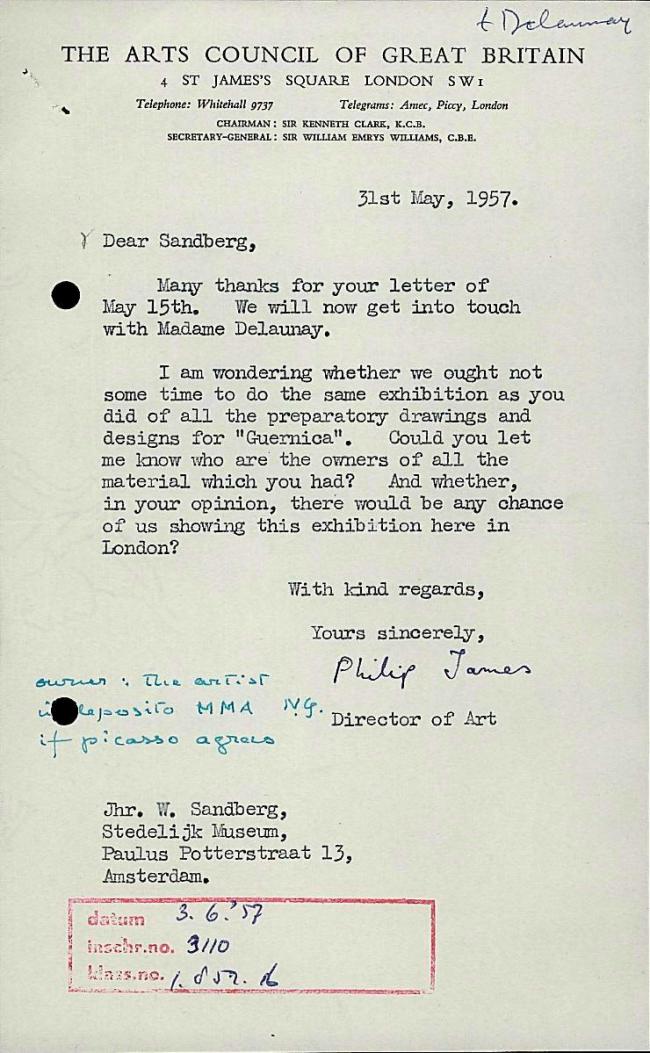 t Delaunay
THE ARTS COUNCIL OF GREAT BRITAIN
4 ST JAMES'S SQUARE LONDON SW1
Telephone: Whitehall 9737 Telegrams: Amec, Piccy, London
CHAIRMAN: SIR KENNETH CLARK, K.C.B.
SECRETARY-GENERAL: SIR WILLIAM EMRYS WILLIAMS, C.B.E.
31st May, 1957.
Dear Sandberg,
Many thanks for your letter of
May 15th. We will now get into touch
with Madame Delaunay.
I am wondering whether we ought not
some time to do the same exhibition as you
did of all the preparatory drawings and
designs for "Guernica". Could you let
me know who are the owners of all the
material which you had? And whether,
in your opinion, there would be any chance
of us showing this exhibition here in
London?
With kind regards,
Yours sincerely,
Philip James
Director of Art
owner : the artist
deposito MMA N.Y.
if picasso agrees
Jhr. W. Sandberg,
Stedelijk Museum,
Paulus Potterstraat 13,
Amsterdam.
datum 3.6.'57
inschr.no. 3110
klass.no.